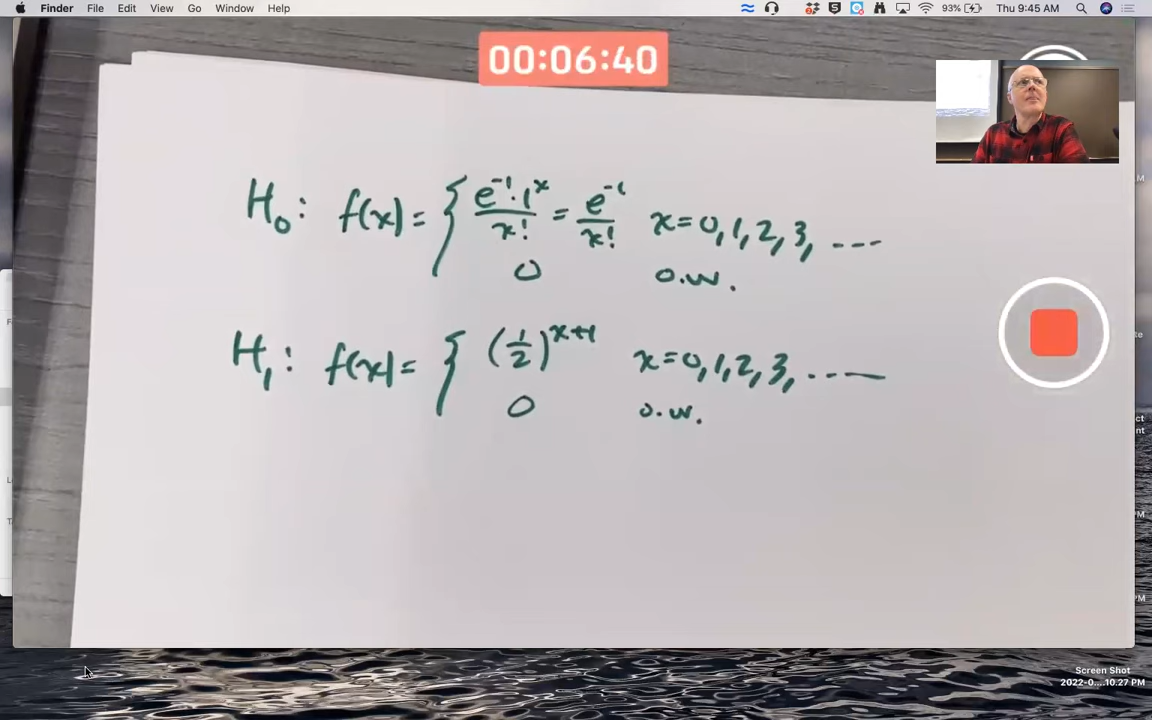 Finder File Edit View Go Window Help 93% Thu 9:45 AM
00:06:40
H₀: f(x) = { e⁻¹·1ˣ/x! = e⁻¹/x! x=0,1,2,3, ...
0 o.w.
H₁: f(x) = { (1/2)ˣ⁺¹ x=0,1,2,3, ...
0 o.w.
Screen Shot
2022-0....10.27 PM